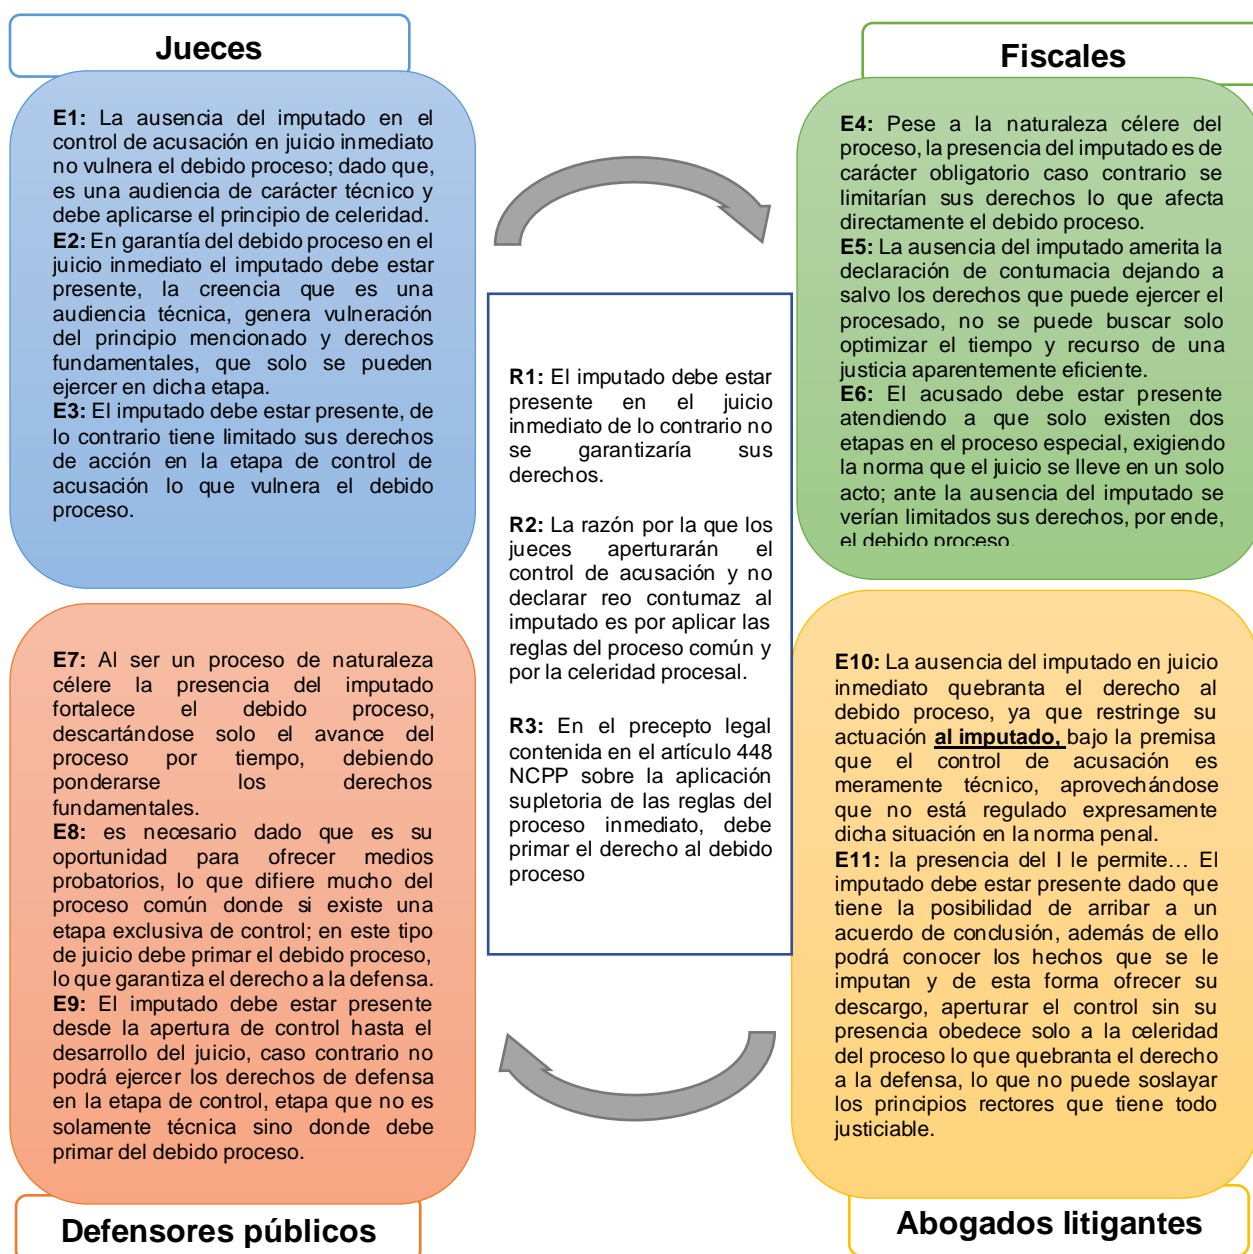 Jueces
E1: La ausencia del imputado en el
control de acusación en juicio inmediato
no vulnera el debido proceso; dado que,
es una audiencia de carácter técnico y
debe aplicarse el principio de celeridad.
E2: En garantía del debido proceso en el
juicio inmediato el imputado debe estar
presente, la creencia que es una
audiencia técnica, genera vulneración
del principio mencionado y derechos
fundamentales, que solo se pueden
ejercer en dicha etapa.
E3: El imputado debe estar presente, de
lo contrario tiene limitado sus derechos
de acción en la etapa de control de
acusación lo que vulnera el debido
proceso.
Fiscales
E4: Pese a la naturaleza célere del
proceso, la presencia del imputado es de
carácter obligatorio caso contrario se
limitarían sus derechos lo que afecta
directamente el debido proceso.
E5: La ausencia del imputado amerita la
declaración de contumacia dejando a
salvo los derechos que puede ejercer el
procesado, no se puede buscar solo
optimizar el tiempo y recurso de una
justicia aparentemente eficiente.
E6: El acusado debe estar presente
atendiendo a que solo existen dos
etapas en el proceso especial, exigiendo
la norma que el juicio se lleve en un solo
acto; ante la ausencia del imputado se
verían limitados sus derechos, por ende,
el debido proceso.
R1: El imputado debe estar
presente en el juicio
inmediato de lo contrario no
se garantizaría sus
derechos.
R2: La razón por la que los
jueces aperturarán el
control de acusación y no
declarar reo contumaz al
imputado es por aplicar las
reglas del proceso común y
por la celeridad procesal.
R3: En el precepto legal
contenida en el artículo 448
NCPP sobre la aplicación
supletoria de las reglas del
proceso inmediato, debe
primar el derecho al debido
proceso
E7: Al ser un proceso de naturaleza
célere la presencia del imputado
fortalece el debido proceso,
descartándose solo el avance del
proceso por tiempo, debiendo
ponderarse los derechos
fundamentales.
E8: es necesario dado que es su
oportunidad para ofrecer medios
probatorios, lo que difiere mucho del
proceso común donde si existe una
etapa exclusiva de control; en este tipo
de juicio debe primar el debido proceso,
lo que garantiza el derecho a la defensa.
E9: El imputado debe estar presente
desde la apertura de control hasta el
desarrollo del juicio, caso contrario no
podrá ejercer los derechos de defensa
en la etapa de control, etapa que no es
solamente técnica sino donde debe
primar del debido proceso.
Defensores públicos
E10: La ausencia del imputado en juicio
inmediato quebranta el derecho al
debido proceso, ya que restringe su
actuación al imputado, bajo la premisa
que el control de acusación es
meramente técnico, aprovechándose
que no está regulado expresamente
dicha situación en la norma penal.
E11: la presencia del I le permite… El
imputado debe estar presente dado que
tiene la posibilidad de arribar a un
acuerdo de conclusión, además de ello
podrá conocer los hechos que se le
imputan y de esta forma ofrecer su
descargo, aperturar el control sin su
presencia obedece solo a la celeridad
del proceso lo que quebranta el derecho
a la defensa, lo que no puede soslayar
los principios rectores que tiene todo
justiciable.
Abogados litigantes